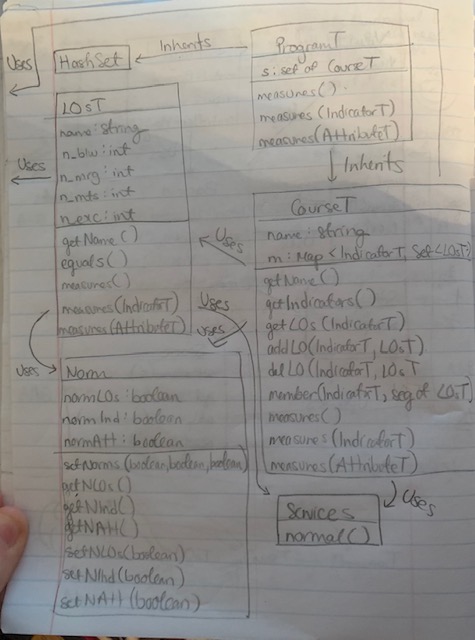 Uses
HashSet
Inherits
ProgramT
s: set of CourseT
measures()
measures (IndicatorT)
measures(AttributeT)
Inherits
LOsT
name: string
n_blw: int
n_mrg: int
n_mts: int
n_exc: int
getName()
equals()
measures()
measures(IndicatorT)
measures(AttributeT)
Uses
Uses
Uses
Uses
Uses
CourseT
name: string
m: Map <IndicatorT, Set<LOsT>
getName()
getIndicators()
getLOs (IndicatorT)
addLO(IndicatorT, LOsT)
delLO(IndicatorT, LOsT
member(IndicatorT, seq of LOsT)
measures()
measures(IndicatorT)
measures(AttributeT)
Uses
Norm
normLOs: boolean
normInd: boolean
normAtt: boolean
setNorms (boolean, boolean, boolean)
getNLOs()
getNInd()
getNAtt()
setNLOs(boolean)
setNInd(boolean)
setNAtt (boolean)
Services
normal()